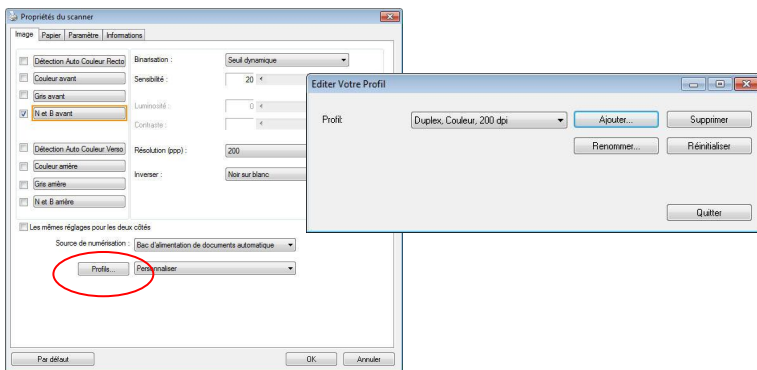 Propriétés du scanner
Image Papier Paramètre Informations
Détection Auto Couleur Recto
Couleur avant
Gris avant
N et B avant
Détection Auto Couleur Verso
Couleur arrière
Gris arrière
N et B arrière
Binarisation : Seuil dynamique
Sensibilité : 20
Luminosité : 0
Contraste :
Résolution (ppp) : 200
Inverser : Noir sur blanc
Les mêmes réglages pour les deux côtés
Source de numérisation : Bac d'alimentation de documents automatique
Profils... Personnaliser
Par défaut OK Annuler
Editer Votre Profil
Profil: Duplex, Couleur, 200 dpi Ajouter... Supprimer
Renommer... Réinitialiser
Quitter